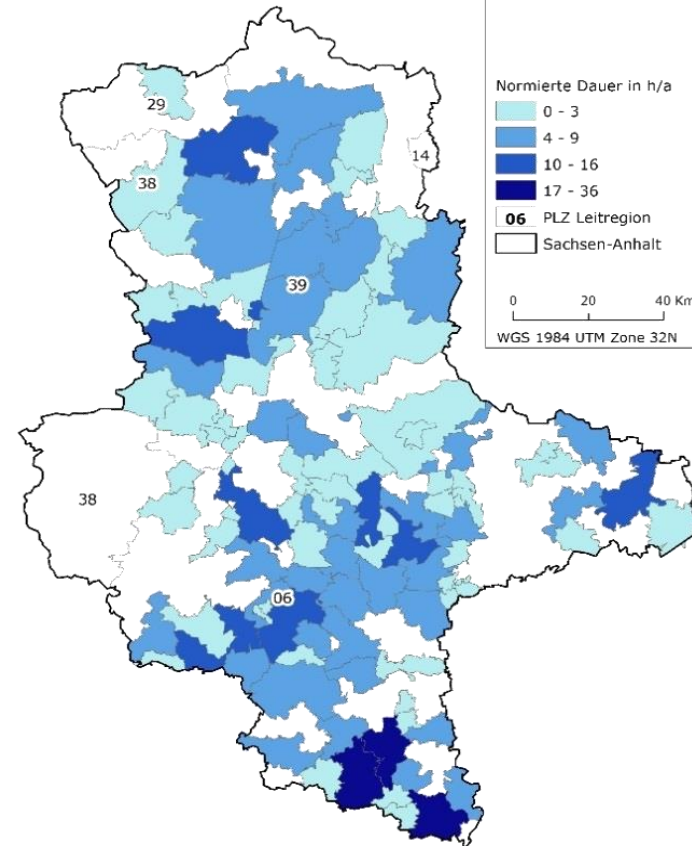 Normierte Dauer in h/a
0 - 3
4 - 9
10 - 16
17 - 36
06 PLZ Leitregion
Sachsen-Anhalt
0 20 40 Km
WGS 1984 UTM Zone 32N
29
14
38
39
38
06